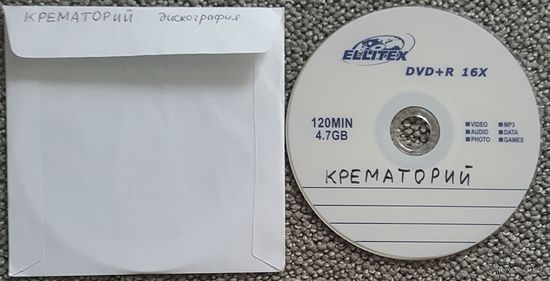 КРЕМАТОРИЙ дискография
ELLITEX
DVD+R 16X
120MIN
4.7GB
VIDEO MP3
AUDIO DATA
PHOTO GAMES
КРЕМАТОРИЙ